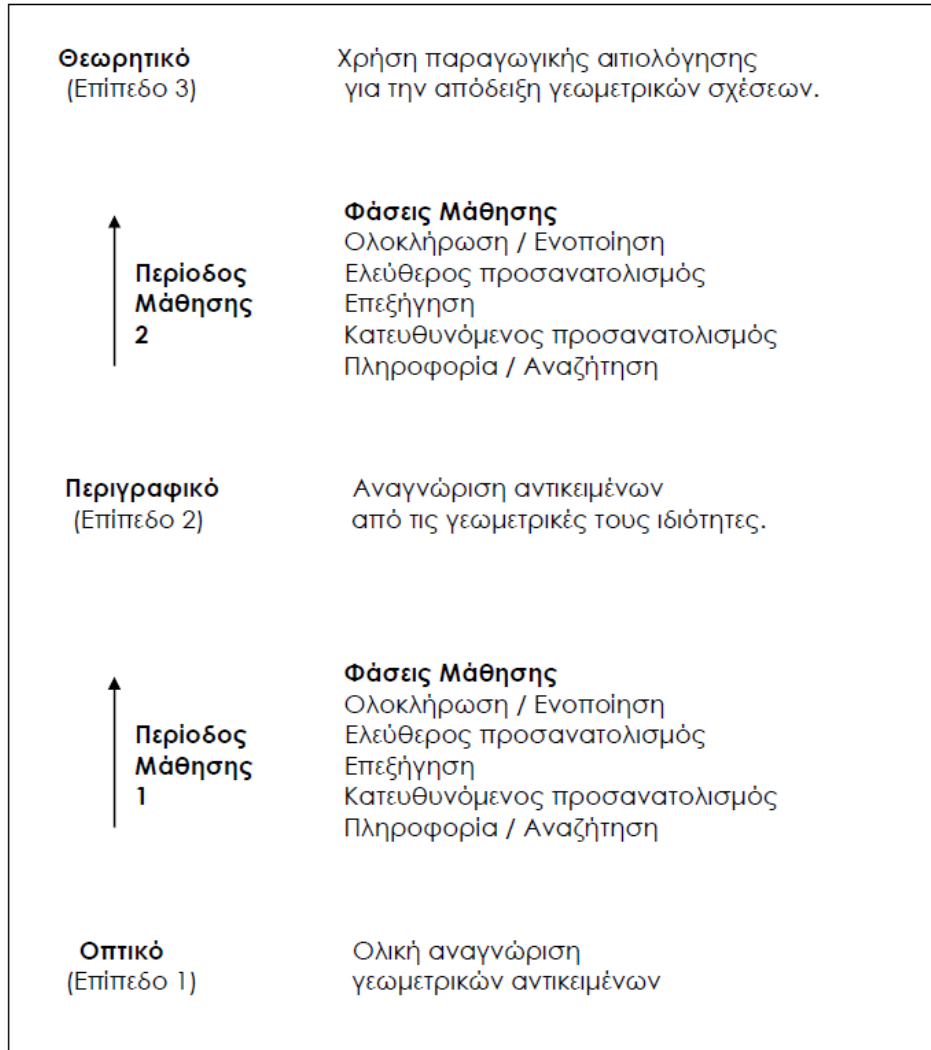 Θεωρητικό Χρήση παραγωγικής αιτιολόγησης
(Επίπεδο 3) για την απόδειξη γεωμετρικών σχέσεων.
Φάσεις Μάθησης
Ολοκλήρωση / Ενοποίηση
Περίοδος Ελεύθερος προσανατολισμός
Μάθησης Επεξήγηση
2 Κατευθυνόμενος προσανατολισμός
Πληροφορία / Αναζήτηση
Περιγραφικό Αναγνώριση αντικειμένων
(Επίπεδο 2) από τις γεωμετρικές τους ιδιότητες.
Φάσεις Μάθησης
Ολοκλήρωση / Ενοποίηση
Περίοδος Ελεύθερος προσανατολισμός
Μάθησης Επεξήγηση
1 Κατευθυνόμενος προσανατολισμός
Πληροφορία / Αναζήτηση
Οπτικό Ολική αναγνώριση
(Επίπεδο 1) γεωμετρικών αντικειμένων